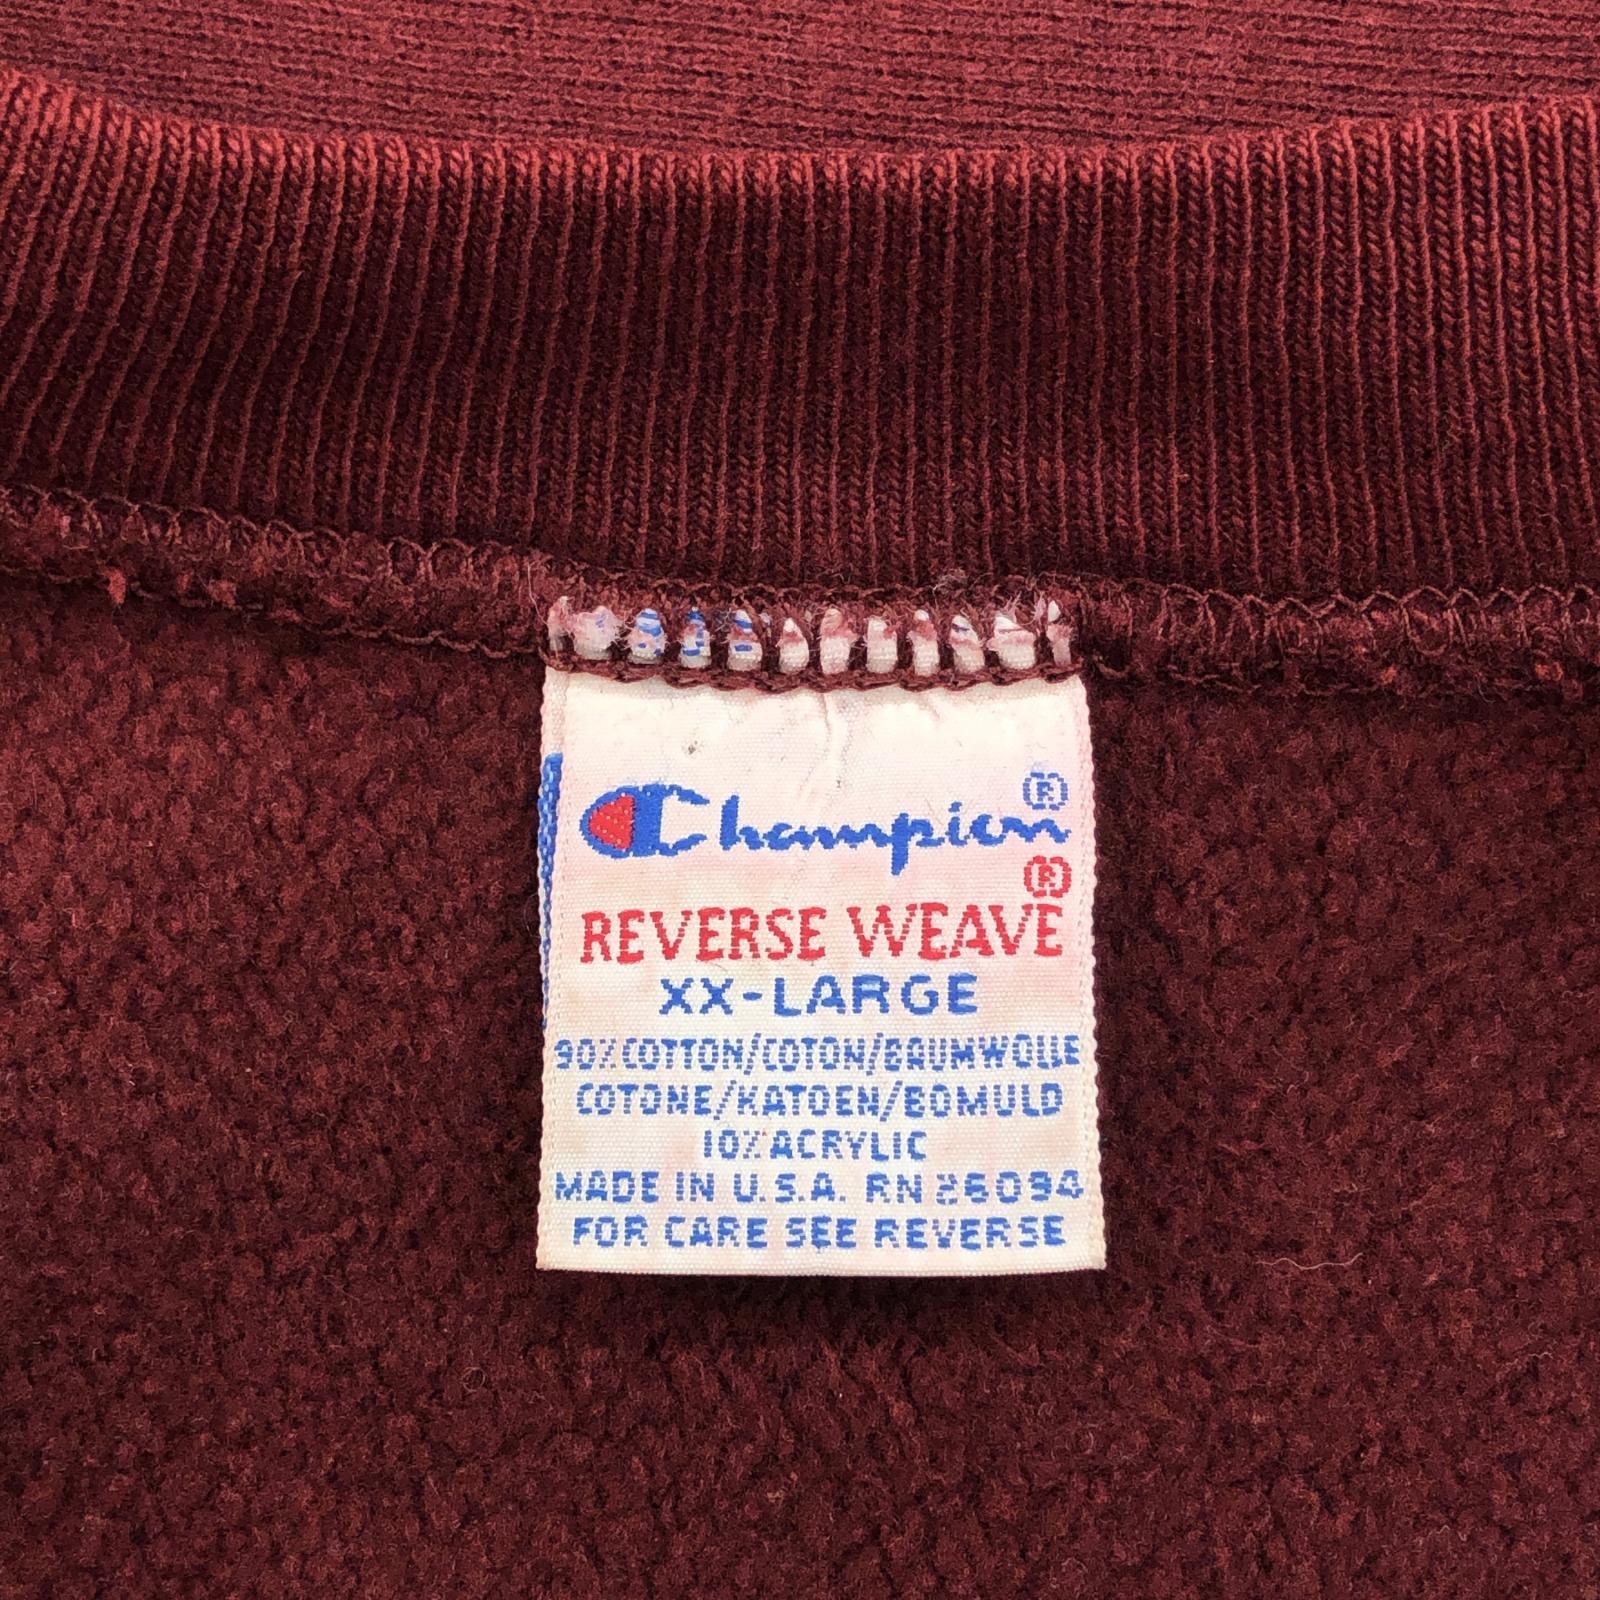 Champion®
REVERSE WEAVE®
XX-LARGE
90% COTTON/COTON/BAUMWOLLE
COTONE/KATOEN/BOMULD
10% ACRYLIC
MADE IN U.S.A. RN 26094
FOR CARE SEE REVERSE